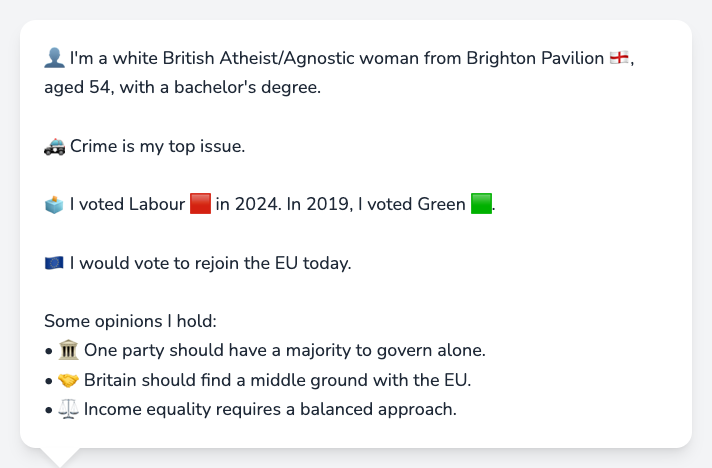 👤 I'm a white British Atheist/Agnostic woman from Brighton Pavilion 🏴󠁧󠁢󠁥󠁮󠁧󠁿,
aged 54, with a bachelor's degree.
🚓 Crime is my top issue.
🗳️ I voted Labour 🟥 in 2024. In 2019, I voted Green 🟩.
🇪🇺 I would vote to rejoin the EU today.
Some opinions I hold:
• 🏛️ One party should have a majority to govern alone.
• 🤝 Britain should find a middle ground with the EU.
• ⚖️ Income equality requires a balanced approach.